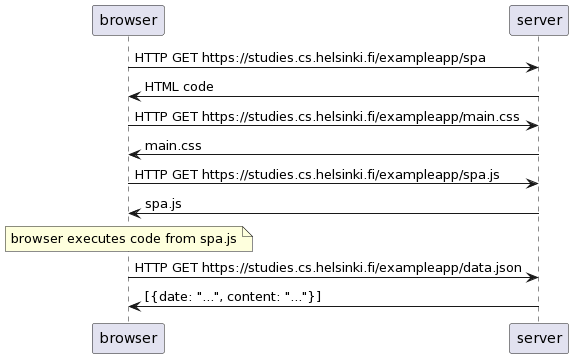 browser server
HTTP GET https://studies.cs.helsinki.fi/exampleapp/spa
HTML code
HTTP GET https://studies.cs.helsinki.fi/exampleapp/main.css
main.css
HTTP GET https://studies.cs.helsinki.fi/exampleapp/spa.js
spa.js
browser executes code from spa.js
HTTP GET https://studies.cs.helsinki.fi/exampleapp/data.json
[{date: "...", content: "..."}]
browser server